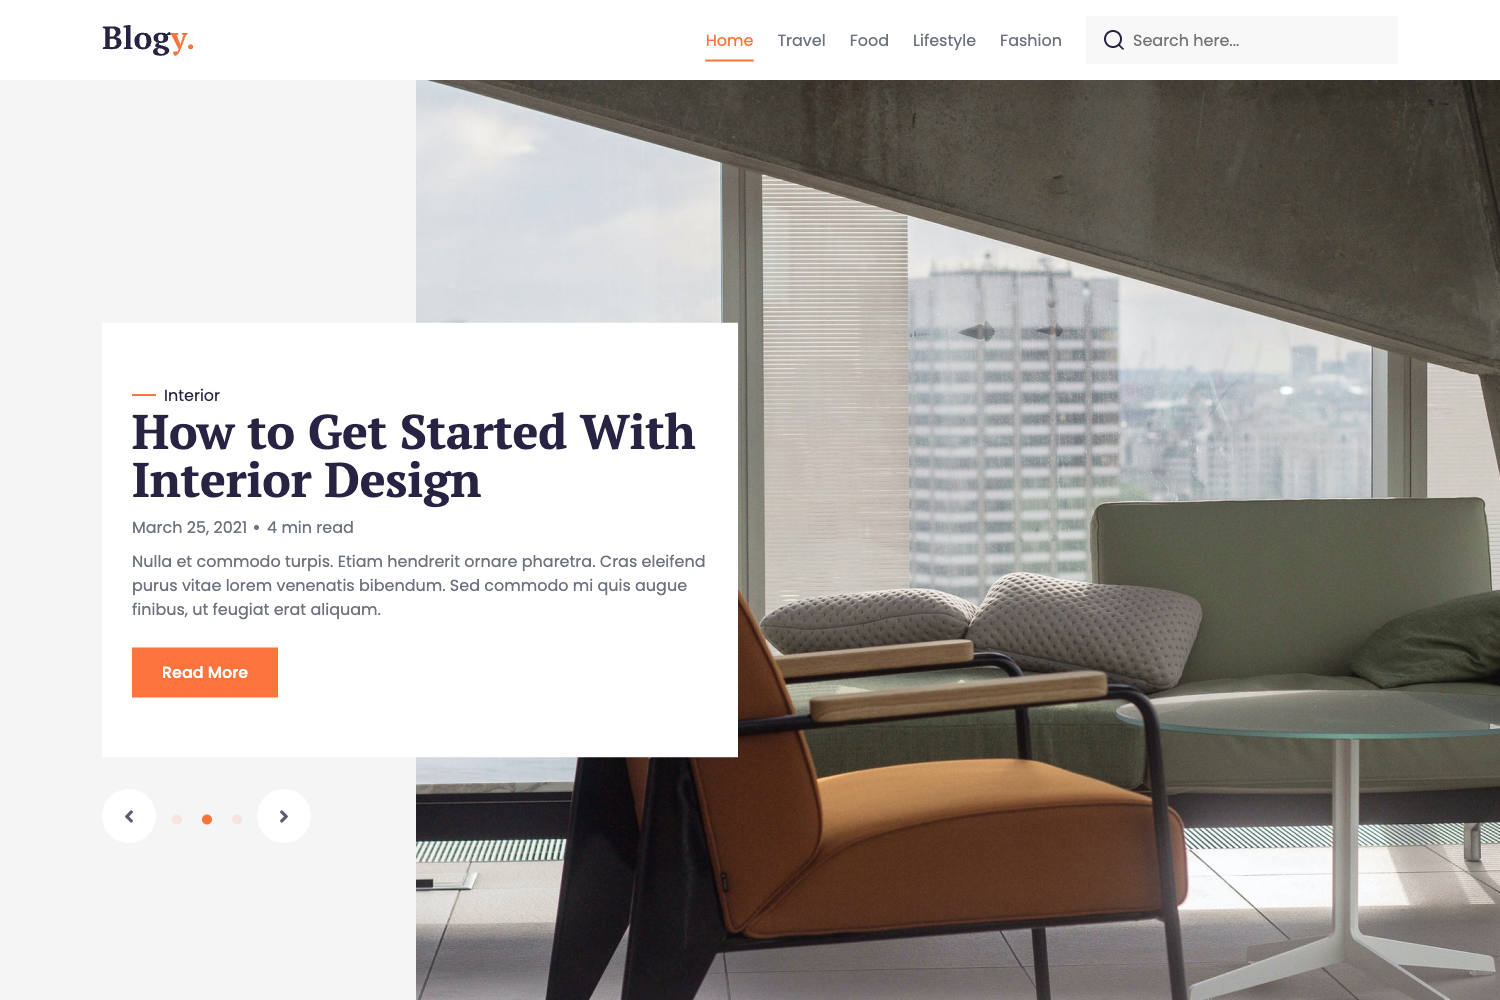 Blogy.
Home Travel Food Lifestyle Fashion Search here...
Interior
How to Get Started With
Interior Design
March 25, 2021 • 4 min read
Nulla et commodo turpis. Etiam hendrerit ornare pharetra. Cras eleifend
purus vitae lorem venenatis bibendum. Sed commodo mi quis augue
finibus, ut feugiat erat aliquam.
Read More